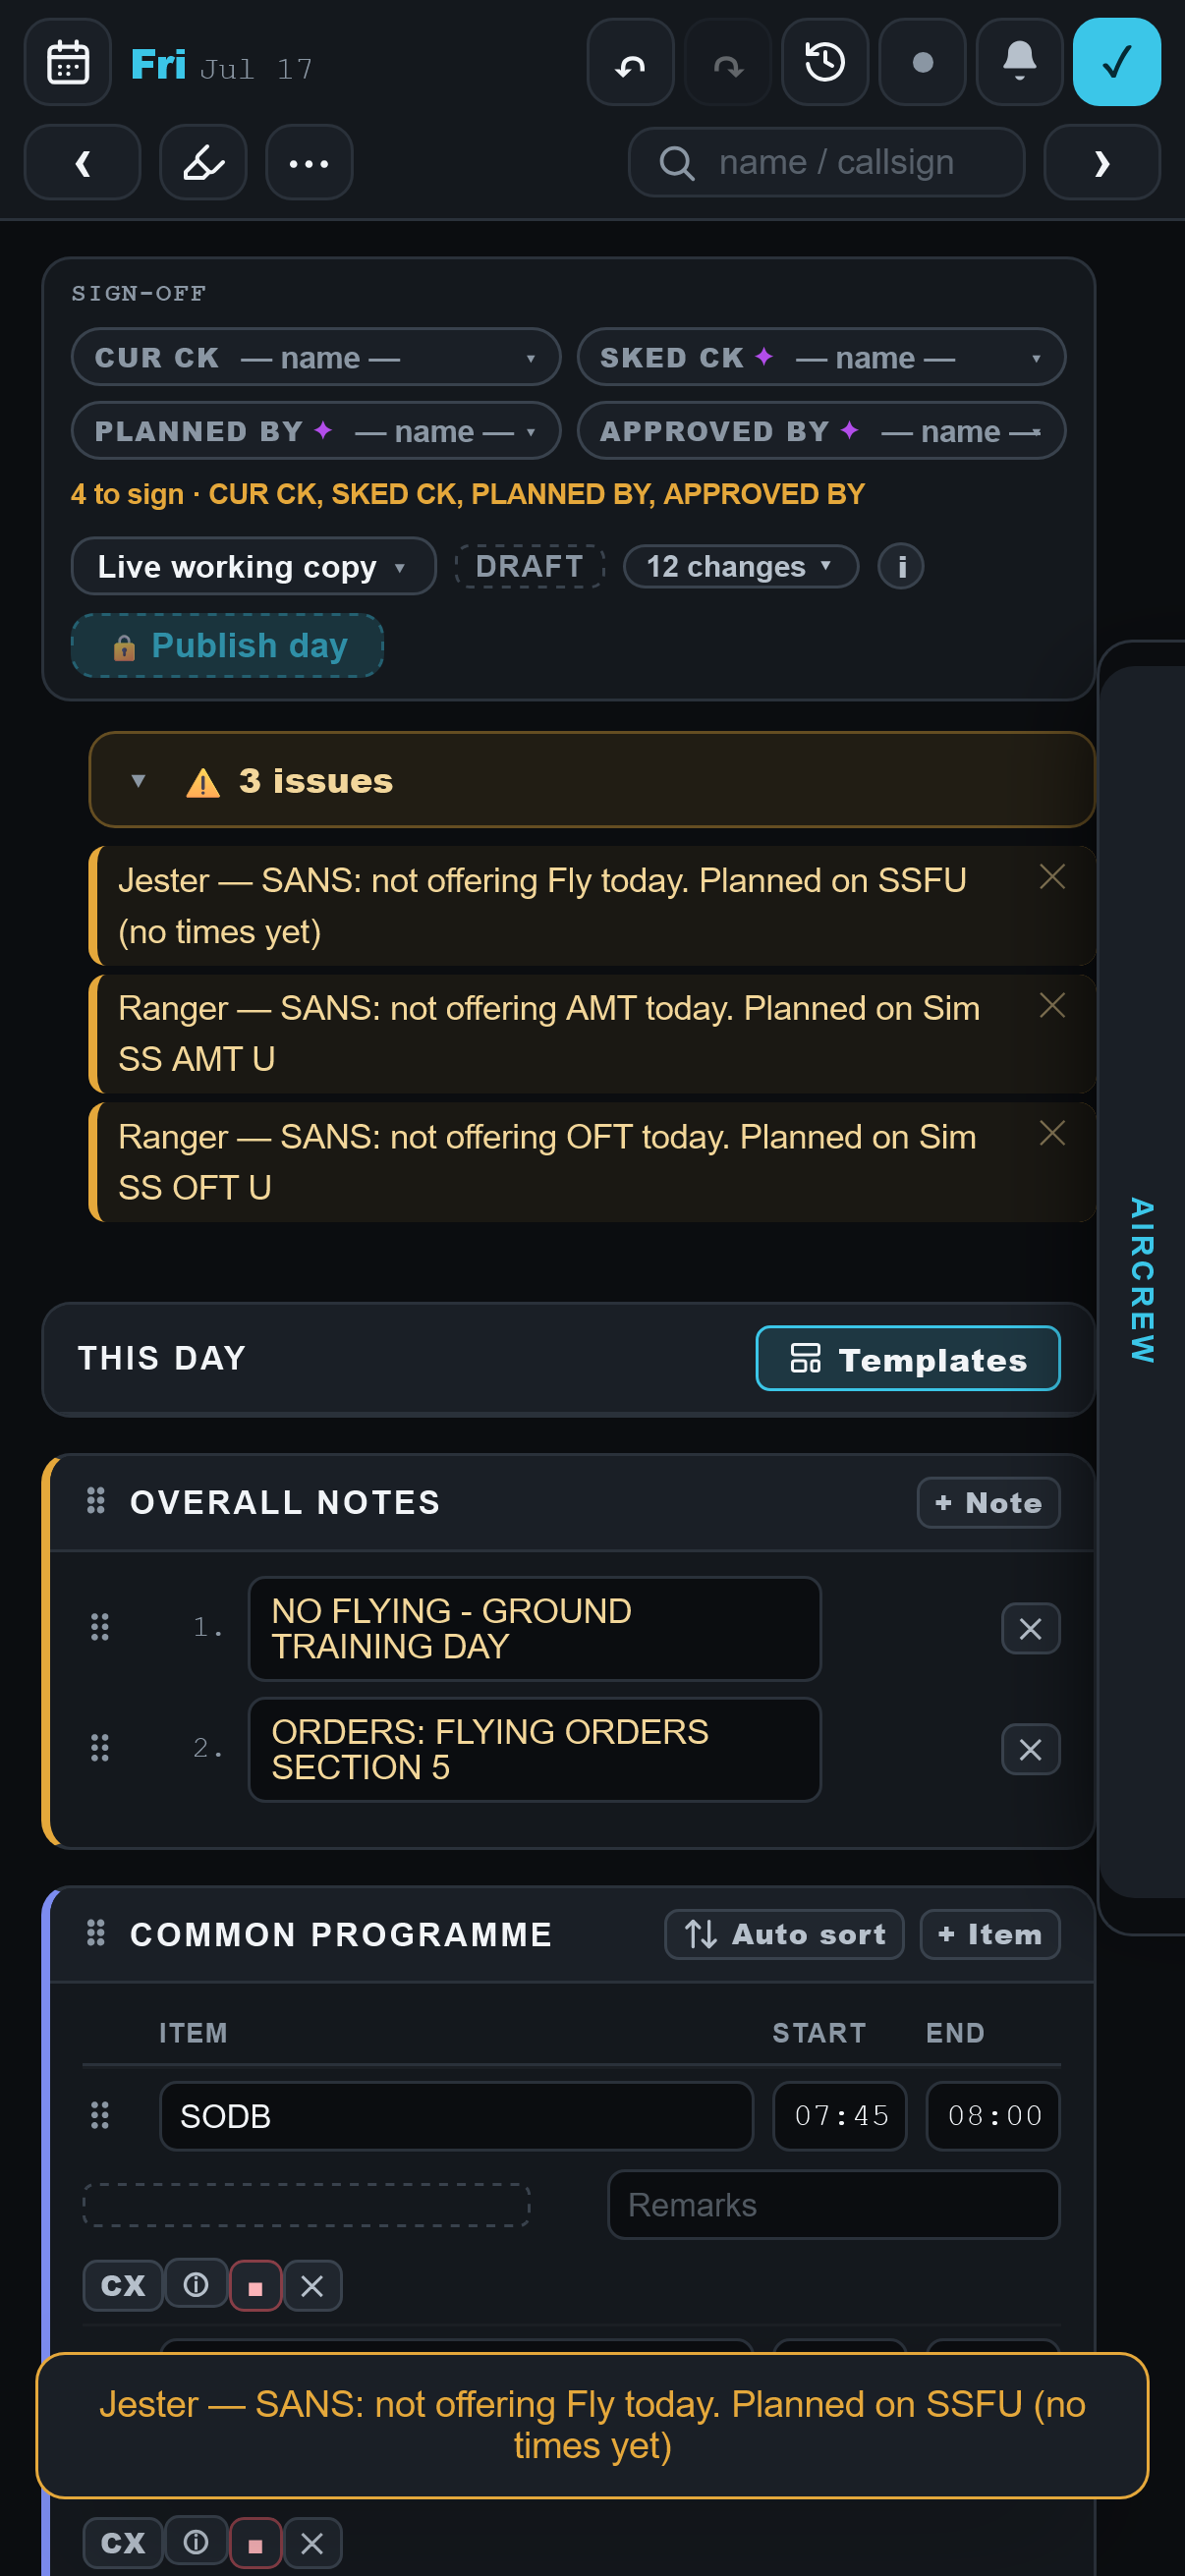 Fri Jul 17
name / callsign
SIGN-OFF
CUR CK — name —
SKED CK ✦ — name —
PLANNED BY ✦ — name —
APPROVED BY ✦ — name —
4 to sign · CUR CK, SKED CK, PLANNED BY, APPROVED BY
Live working copy
DRAFT
12 changes
i
Publish day
3 issues
Jester — SANS: not offering Fly today. Planned on SSFU
(no times yet)
Ranger — SANS: not offering AMT today. Planned on Sim
SS AMT U
Ranger — SANS: not offering OFT today. Planned on Sim
SS OFT U
AIRCREW
THIS DAY
Templates
OVERALL NOTES
+ Note
1.
NO FLYING - GROUND
TRAINING DAY
2.
ORDERS: FLYING ORDERS
SECTION 5
COMMON PROGRAMME
Auto sort
+ Item
ITEM START END
SODB 07:45 08:00
Remarks
CX
Jester — SANS: not offering Fly today. Planned on SSFU (no
times yet)
CX